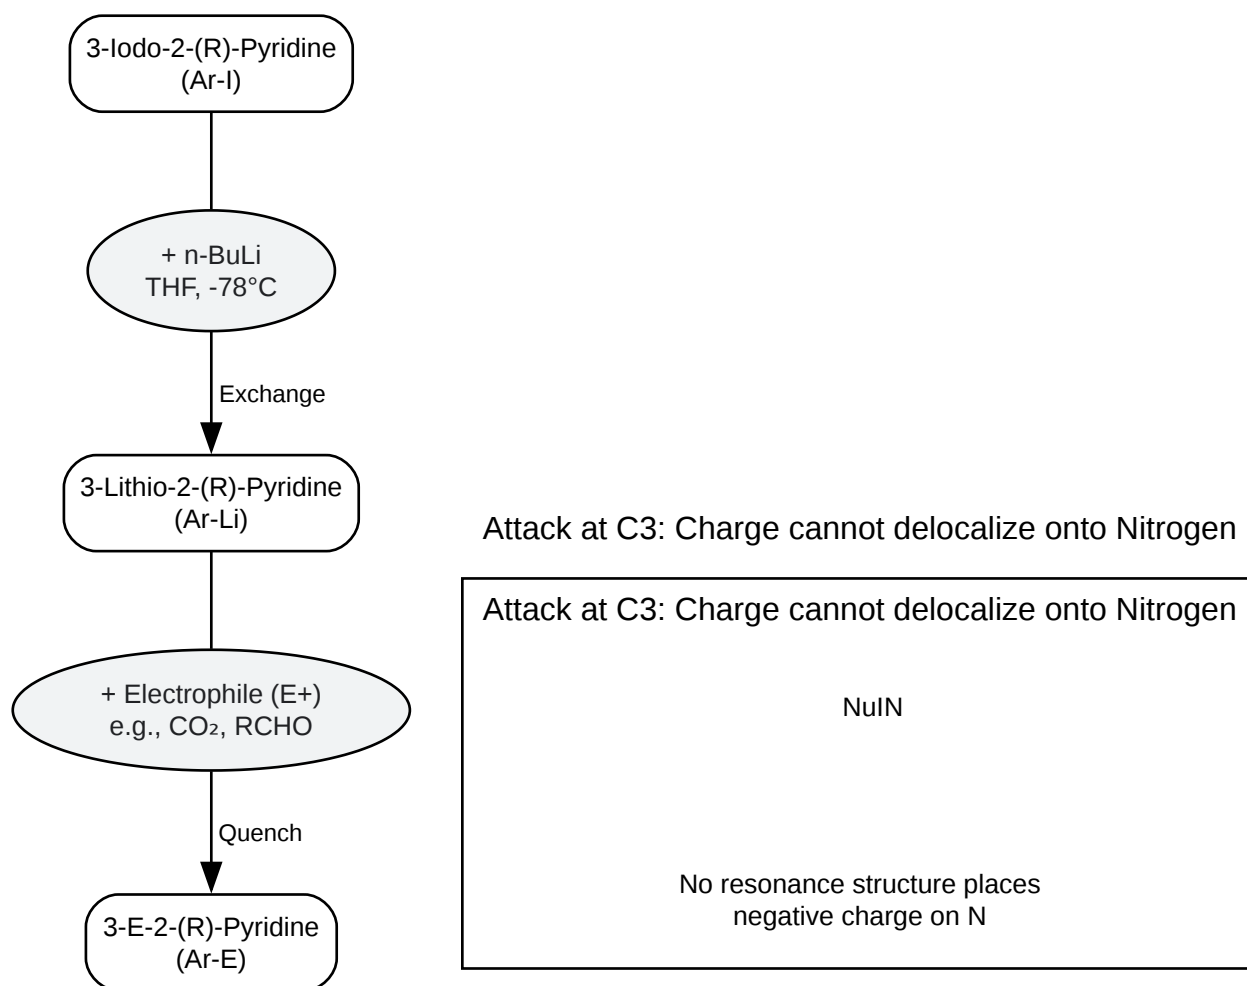 3-Iodo-2-(R)-Pyridine
(Ar-I)
+ n-BuLi
THF, -78°C
Exchange
3-Lithio-2-(R)-Pyridine
(Ar-Li)
+ Electrophile (E+)
e.g., CO₂, RCHO
Quench
3-E-2-(R)-Pyridine
(Ar-E)
Attack at C3: Charge cannot delocalize onto Nitrogen
Attack at C3: Charge cannot delocalize onto Nitrogen
NuIN
No resonance structure places
negative charge on N